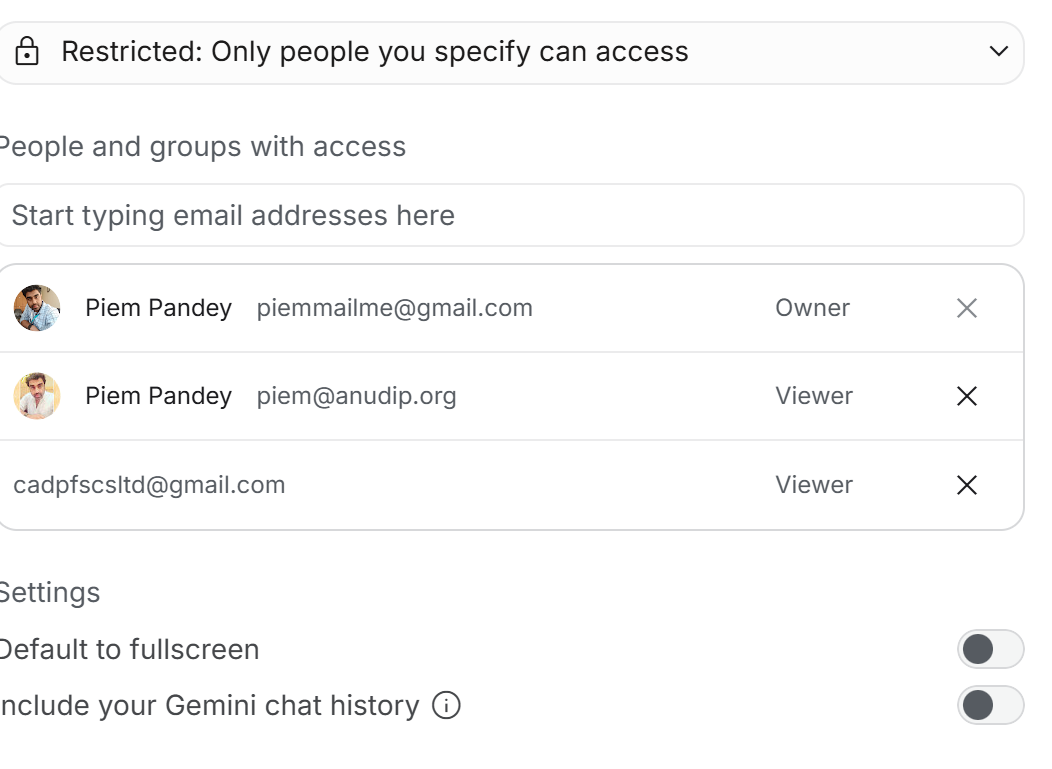 Restricted: Only people you specify can access
People and groups with access
Start typing email addresses here
Piem Pandey piemmailme@gmail.com Owner
Piem Pandey piem@anudip.org Viewer
cadpfscsltd@gmail.com Viewer
Settings
Default to fullscreen
Include your Gemini chat history